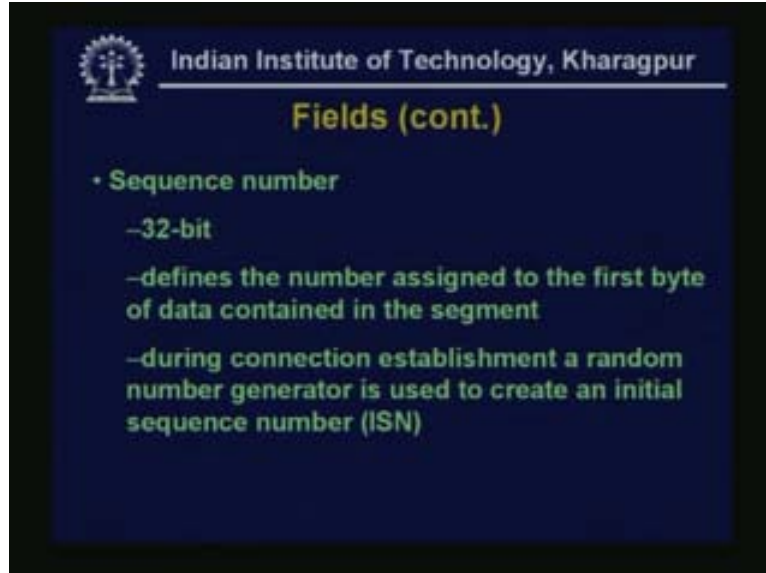 Indian Institute of Technology, Kharagpur
Fields (cont.)
• Sequence number
–32-bit
–defines the number assigned to the first byte
of data contained in the segment
–during connection establishment a random
number generator is used to create an initial
sequence number (ISN)